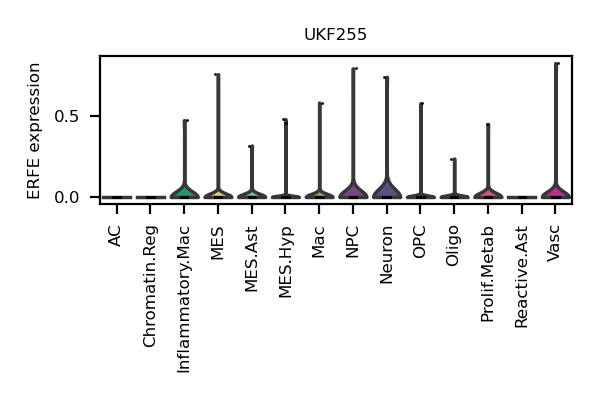 UKF255
ERFE expression
0.5
0.0
AC
Chromatin.Reg
Inflammatory.Mac
MES
MES.Ast
MES.Hyp
Mac
NPC
Neuron
OPC
Oligo
Prolif.Metab
Reactive.Ast
Vasc